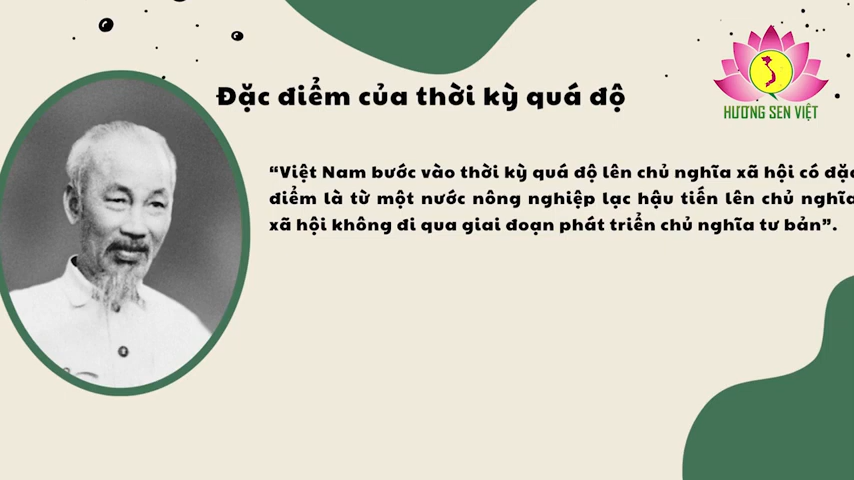 HƯƠNG SEN VIỆT
Đặc điểm của thời kỳ quá độ
“Việt Nam bước vào thời kỳ quá độ lên chủ nghĩa xã hội có đặc
điểm là từ một nước nông nghiệp lạc hậu tiến lên chủ nghĩa
xã hội không đi qua giai đoạn phát triển chủ nghĩa tư bản”.